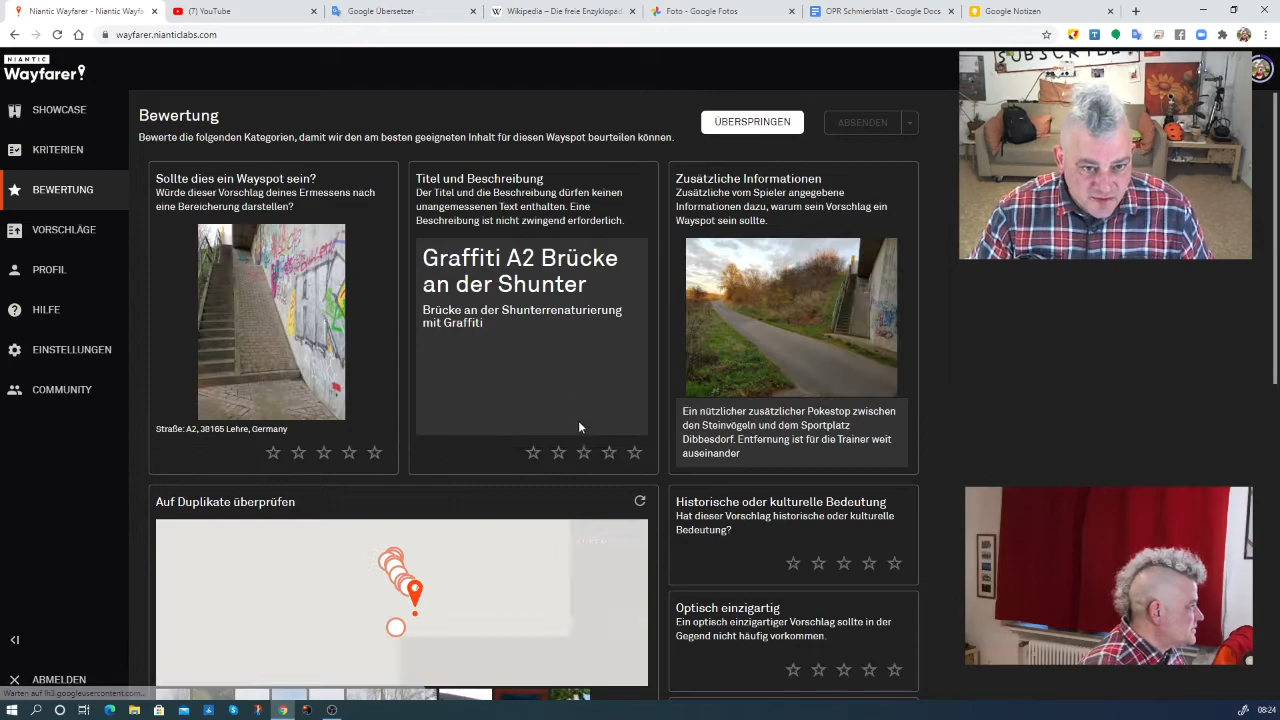 Niantic Wayfarer
(7) YouTube
Google Übersetzer
Wikipedia – Die freie Enzyklopäd
Foto - Google Fotos
OPR Schmierblatt - Google Docs
Google Notizen
wayfarer.nianticlabs.com
SUBSCRIBE
NIANTIC
Wayfarer
SHOWCASE
KRITERIEN
BEWERTUNG
VORSCHLÄGE
PROFIL
HILFE
EINSTELLUNGEN
COMMUNITY
ABMELDEN
Bewertung
Bewerte die folgenden Kategorien, damit wir den am besten geeigneten Inhalt für diesen Wayspot beurteilen können.
ÜBERSPRINGEN
ABSENDEN
Sollte dies ein Wayspot sein?
Würde dieser Vorschlag deines Ermessens nach
eine Bereicherung darstellen?
Straße: A2, 38165 Lehre, Germany
Titel und Beschreibung
Der Titel und die Beschreibung dürfen keinen
unangemessenen Text enthalten. Eine
Beschreibung ist nicht zwingend erforderlich.
Graffiti A2 Brücke
an der Shunter
Brücke an der Shunterrenaturierung
mit Graffiti
Zusätzliche Informationen
Zusätzliche vom Spieler angegebene
Informationen dazu, warum sein Vorschlag ein
Wayspot sein sollte.
Ein nützlicher zusätzlicher Pokestop zwischen
den Steinvögeln und dem Sportplatz
Dibbesdorf. Entfernung ist für die Trainer weit
auseinander
Auf Duplikate überprüfen
Historische oder kulturelle Bedeutung
Hat dieser Vorschlag historische oder kulturelle
Bedeutung?
Optisch einzigartig
Ein optisch einzigartiger Vorschlag sollte in der
Gegend nicht häufig vorkommen.
Warten auf lh3.googleusercontent.com...
08:24